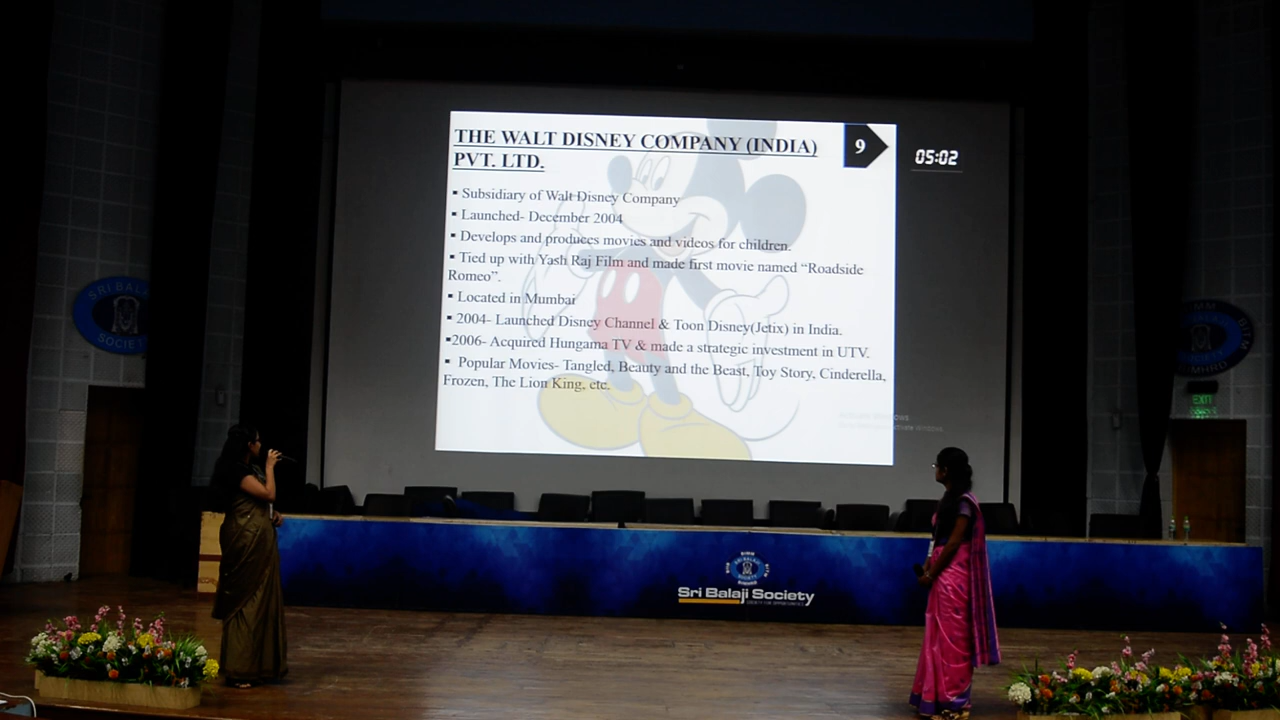 THE WALT DISNEY COMPANY (INDIA)
PVT. LTD.
9
05:02
▪ Subsidiary of Walt Disney Company
▪ Launched- December 2004
▪ Develops and produces movies and videos for children.
▪ Tied up with Yash Raj Film and made first movie named “Roadside
Romeo”.
▪ Located in Mumbai
▪ 2004- Launched Disney Channel & Toon Disney(Jetix) in India.
▪2006- Acquired Hungama TV & made a strategic investment in UTV.
▪ Popular Movies- Tangled, Beauty and the Beast, Toy Story, Cinderella,
Frozen, The Lion King, etc.
SRI BALA
SOCIET
EXIT
Sri Balaji Society